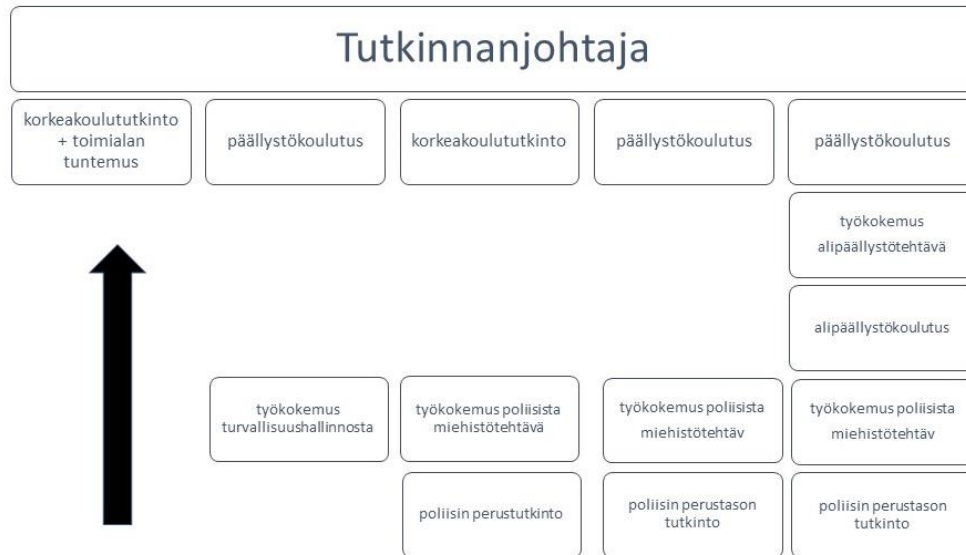 Tutkinnanjohtaja
korkeakoulututkinto
+ toimialan
tuntemus
päällystökoulutus
korkeakoulututkinto
päällystökoulutus
päällystökoulutus
työkokemus
alipäällystötehtävä
alipäällystökoulutus
työkokemus
turvallisuushallinnosta
työkokemus poliisista
miehistötehtävä
työkokemus poliisista
miehistötehtäv
työkokemus poliisista
miehistötehtäv
poliisin perustutkinto
poliisin perustason
tutkinto
poliisin perustason
tutkinto